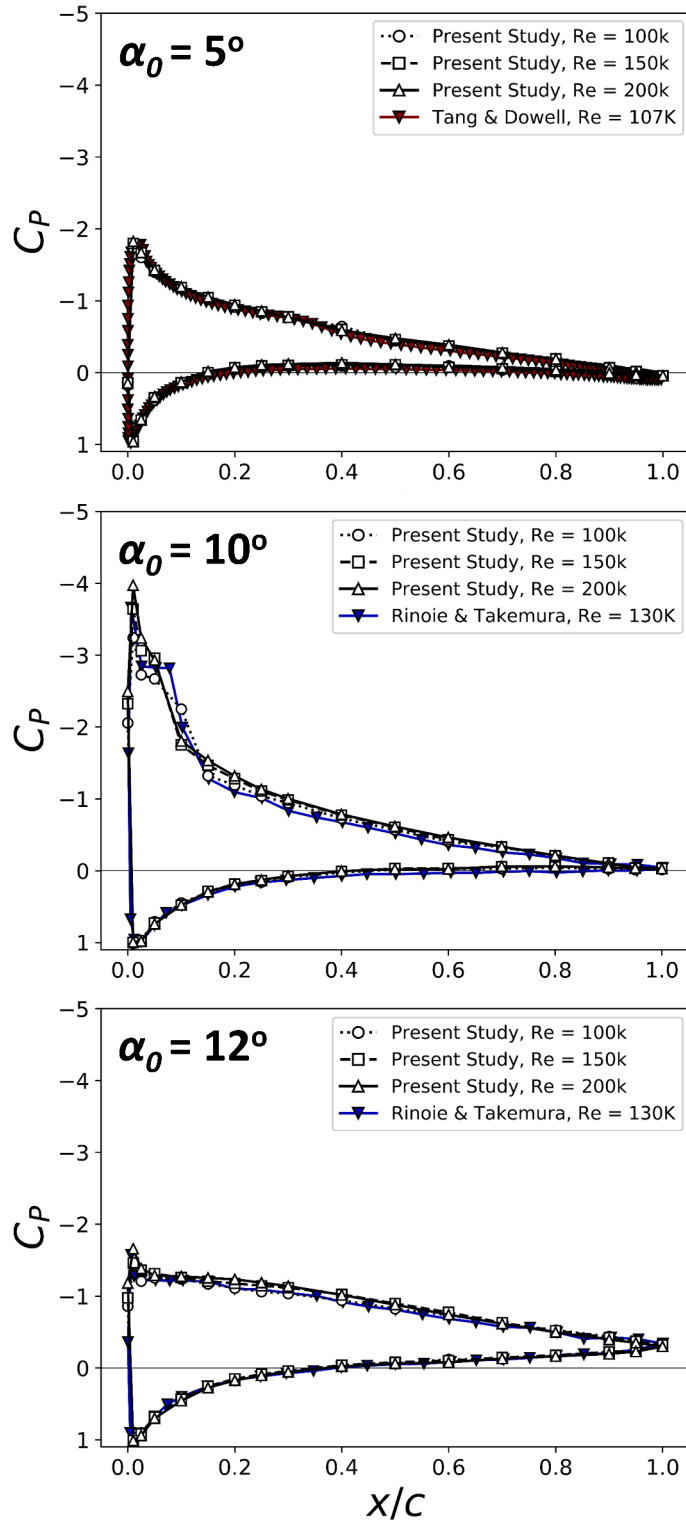 α₀ = 5°
Present Study, Re = 100k
Present Study, Re = 150k
Present Study, Re = 200k
Tang & Dowell, Re = 107K
−5
−4
−3
−2
−1
0
1
C_P
0.0 0.2 0.4 0.6 0.8 1.0
α₀ = 10°
Present Study, Re = 100k
Present Study, Re = 150k
Present Study, Re = 200k
Rinoie & Takemura, Re = 130K
−5
−4
−3
−2
−1
0
1
C_P
0.0 0.2 0.4 0.6 0.8 1.0
α₀ = 12°
Present Study, Re = 100k
Present Study, Re = 150k
Present Study, Re = 200k
Rinoie & Takemura, Re = 130K
−5
−4
−3
−2
−1
0
1
C_P
0.0 0.2 0.4 0.6 0.8 1.0
x/c